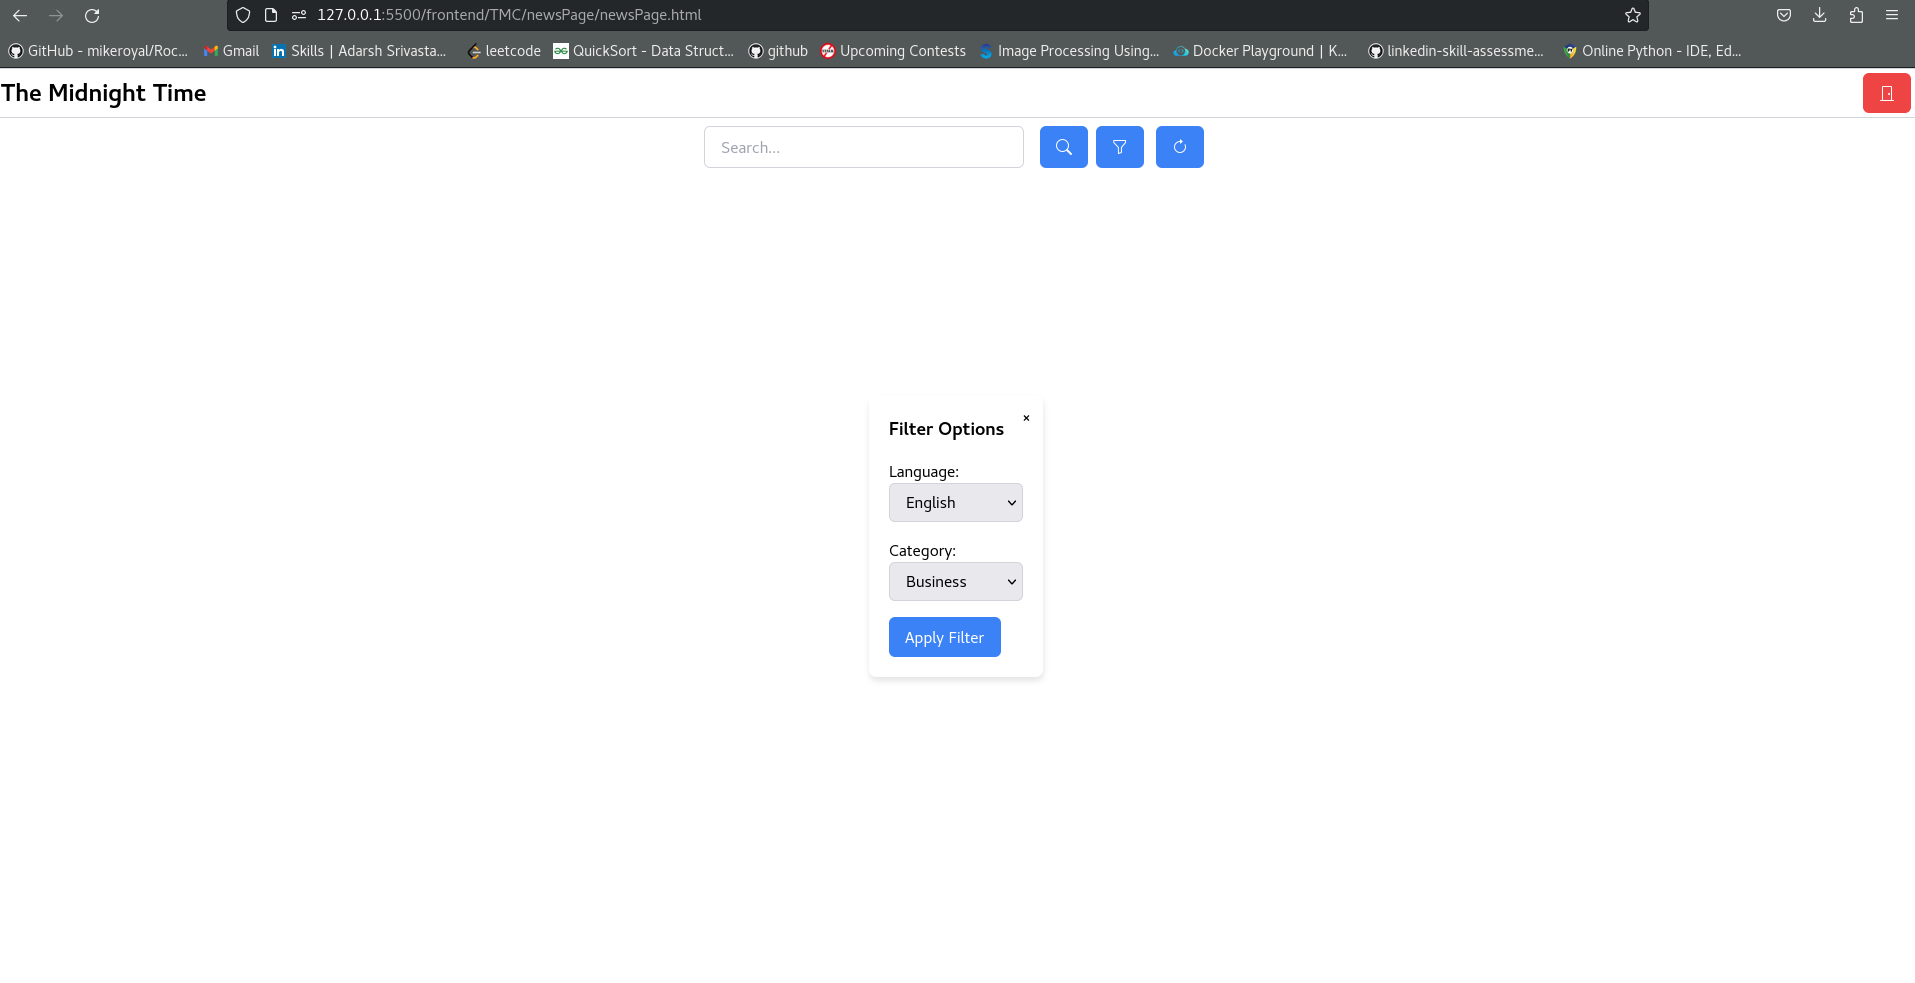 127.0.0.1:5500/frontend/TMC/newsPage/newsPage.html
GitHub - mikeroyal/Roc... Gmail Skills | Adarsh Srivasta... leetcode QuickSort - Data Struct... github Upcoming Contests Image Processing Using... Docker Playground | K... linkedin-skill-assessme... Online Python - IDE, Ed...
The Midnight Time
Search...
Filter Options ×
Language:
English
Category:
Business
Apply Filter